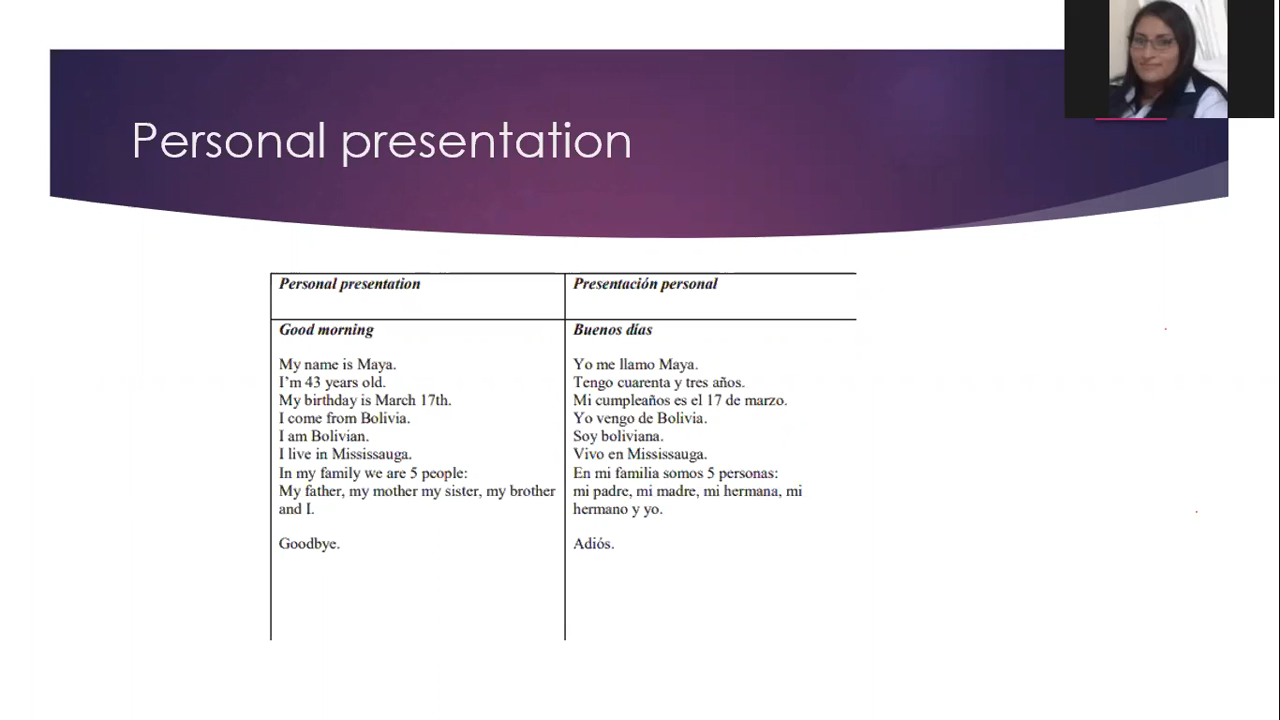 Personal presentation
Personal presentation
Presentación personal
Good morning
My name is Maya.
I'm 43 years old.
My birthday is March 17th.
I come from Bolivia.
I am Bolivian.
I live in Mississauga.
In my family we are 5 people:
My father, my mother my sister, my brother
and I.
Goodbye.
Buenos días
Yo me llamo Maya.
Tengo cuarenta y tres años.
Mi cumpleaños es el 17 de marzo.
Yo vengo de Bolivia.
Soy boliviana.
Vivo en Mississauga.
En mi familia somos 5 personas:
mi padre, mi madre, mi hermana, mi
hermano y yo.
Adiós.